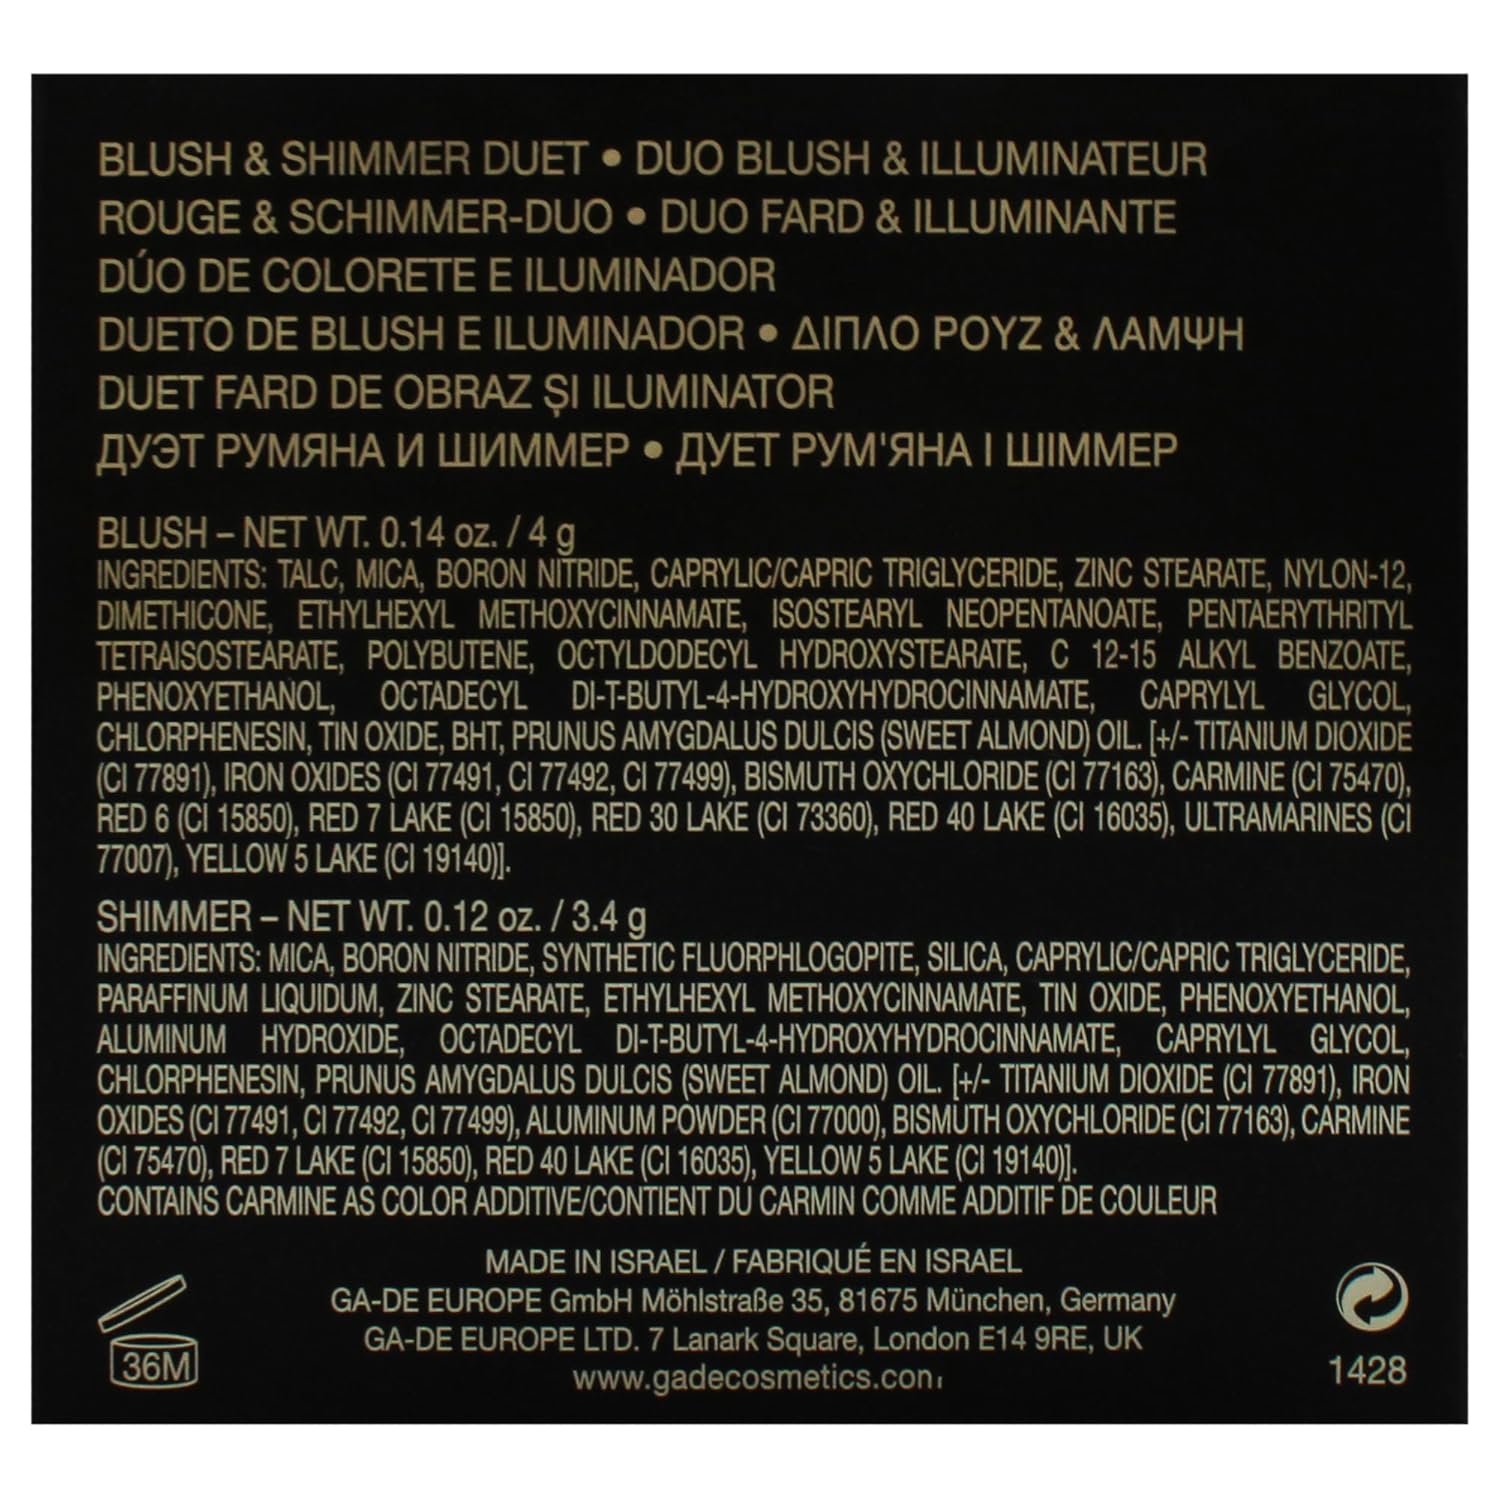 BLUSH & SHIMMER DUET • DUO BLUSH & ILLUMINATEUR
ROUGE & SCHIMMER-DUO • DUO FARD & ILLUMINANTE
DÚO DE COLORETE E ILUMINADOR
DUETO DE BLUSH E ILUMINADOR • ΔΙΠΛΟ ΡΟΥΖ & ΛΑΜΨΗ
DUET FARD DE OBRAZ ȘI ILUMINATOR
ДУЭТ РУМЯНА И ШИММЕР • ДУЕТ РУМ'ЯНА І ШІММЕР
BLUSH – NET WT. 0.14 oz. / 4 g
INGREDIENTS: TALC, MICA, BORON NITRIDE, CAPRYLIC/CAPRIC TRIGLYCERIDE, ZINC STEARATE, NYLON-12,
DIMETHICONE, ETHYLHEXYL METHOXYCINNAMATE, ISOSTEARYL NEOPENTANOATE, PENTAERYTHRITYL
TETRAISOSTEARATE, POLYBUTENE, OCTYLDODECYL HYDROXYSTEARATE, C 12-15 ALKYL BENZOATE,
PHENOXYETHANOL, OCTADECYL DI-T-BUTYL-4-HYDROXYHYDROCINNAMATE, CAPRYLYL GLYCOL,
CHLORPHENESIN, TIN OXIDE, BHT, PRUNUS AMYGDALUS DULCIS (SWEET ALMOND) OIL. [+/- TITANIUM DIOXIDE
(CI 77891), IRON OXIDES (CI 77491, CI 77492, CI 77499), BISMUTH OXYCHLORIDE (CI 77163), CARMINE (CI 75470),
RED 6 (CI 15850), RED 7 LAKE (CI 15850), RED 30 LAKE (CI 73360), RED 40 LAKE (CI 16035), ULTRAMARINES (CI
77007), YELLOW 5 LAKE (CI 19140)].
SHIMMER – NET WT. 0.12 oz. / 3.4 g
INGREDIENTS: MICA, BORON NITRIDE, SYNTHETIC FLUORPHLOGOPITE, SILICA, CAPRYLIC/CAPRIC TRIGLYCERIDE,
PARAFFINUM LIQUIDUM, ZINC STEARATE, ETHYLHEXYL METHOXYCINNAMATE, TIN OXIDE, PHENOXYETHANOL,
ALUMINUM HYDROXIDE, OCTADECYL DI-T-BUTYL-4-HYDROXYHYDROCINNAMATE, CAPRYLYL GLYCOL,
CHLORPHENESIN, PRUNUS AMYGDALUS DULCIS (SWEET ALMOND) OIL. [+/- TITANIUM DIOXIDE (CI 77891), IRON
OXIDES (CI 77491, CI 77492, CI 77499), ALUMINUM POWDER (CI 77000), BISMUTH OXYCHLORIDE (CI 77163), CARMINE
(CI 75470), RED 7 LAKE (CI 15850), RED 40 LAKE (CI 16035), YELLOW 5 LAKE (CI 19140)].
CONTAINS CARMINE AS COLOR ADDITIVE/CONTIENT DU CARMIN COMME ADDITIF DE COULEUR
MADE IN ISRAEL / FABRIQUÉ EN ISRAEL
GA-DE EUROPE GmbH Möhlstraße 35, 81675 München, Germany
GA-DE EUROPE LTD. 7 Lanark Square, London E14 9RE, UK
www.gadecosmetics.com
36M
1428